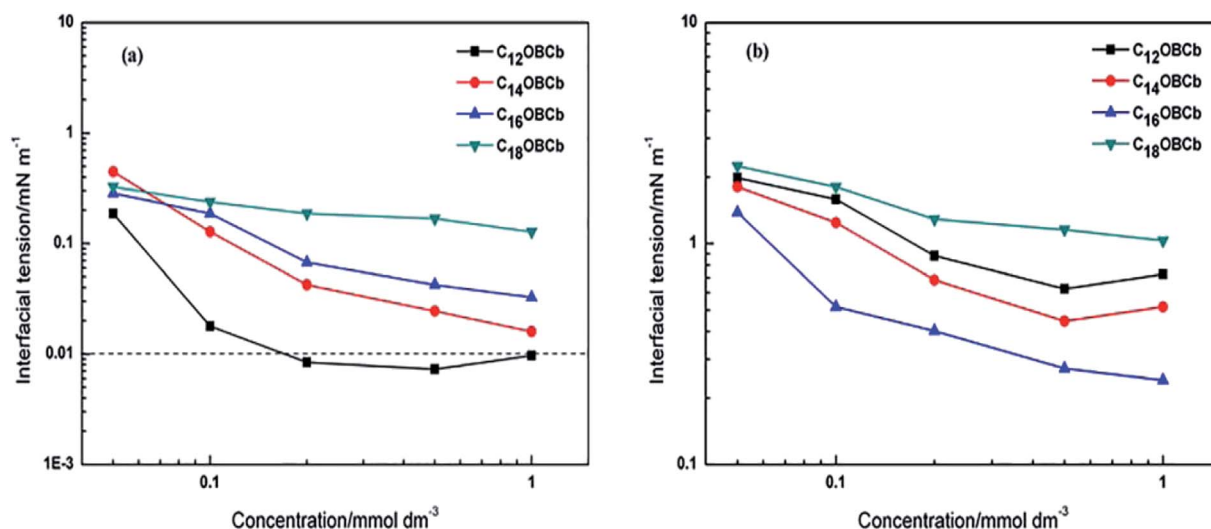 (a)
10
1
0.1
0.01
1E-3
0.1
1
Interfacial tension/mN m⁻¹
Concentration/mmol dm⁻³
C₁₂OBCb
C₁₄OBCb
C₁₆OBCb
C₁₈OBCb
(b)
10
1
0.1
0.1
1
Interfacial tension/mN m⁻¹
Concentration/mmol dm⁻³
C₁₂OBCb
C₁₄OBCb
C₁₆OBCb
C₁₈OBCb